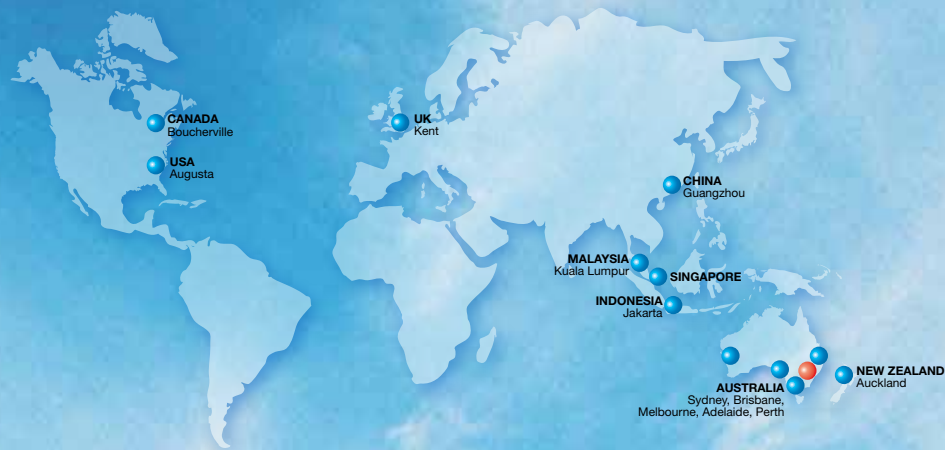 CANADA
Boucherville
USA
Augusta
UK
Kent
CHINA
Guangzhou
MALAYSIA
Kuala Lumpur
SINGAPORE
INDONESIA
Jakarta
AUSTRALIA
Sydney, Brisbane,
Melbourne, Adelaide, Perth
NEW ZEALAND
Auckland